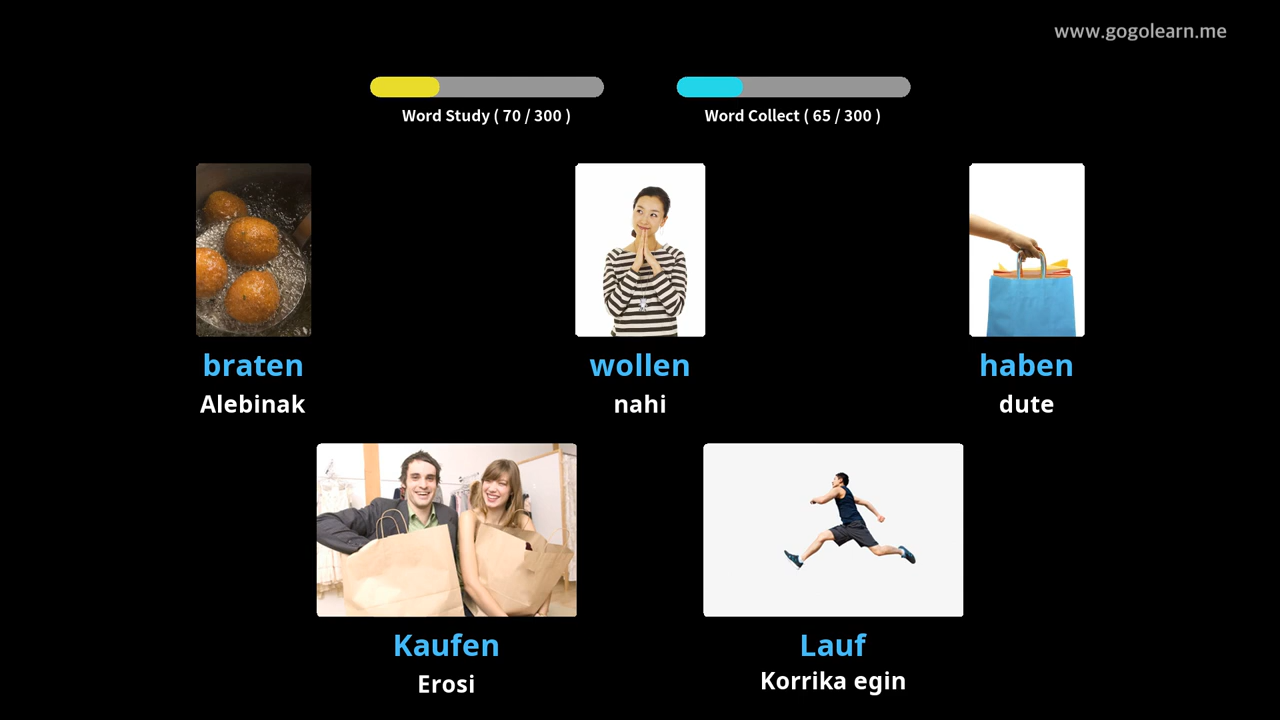 www.gogolearn.me
Word Study ( 70 / 300 )
Word Collect ( 65 / 300 )
braten
wollen
haben
Alebinak
nahi
dute
Kaufen
Lauf
Erosi
Korrika egin